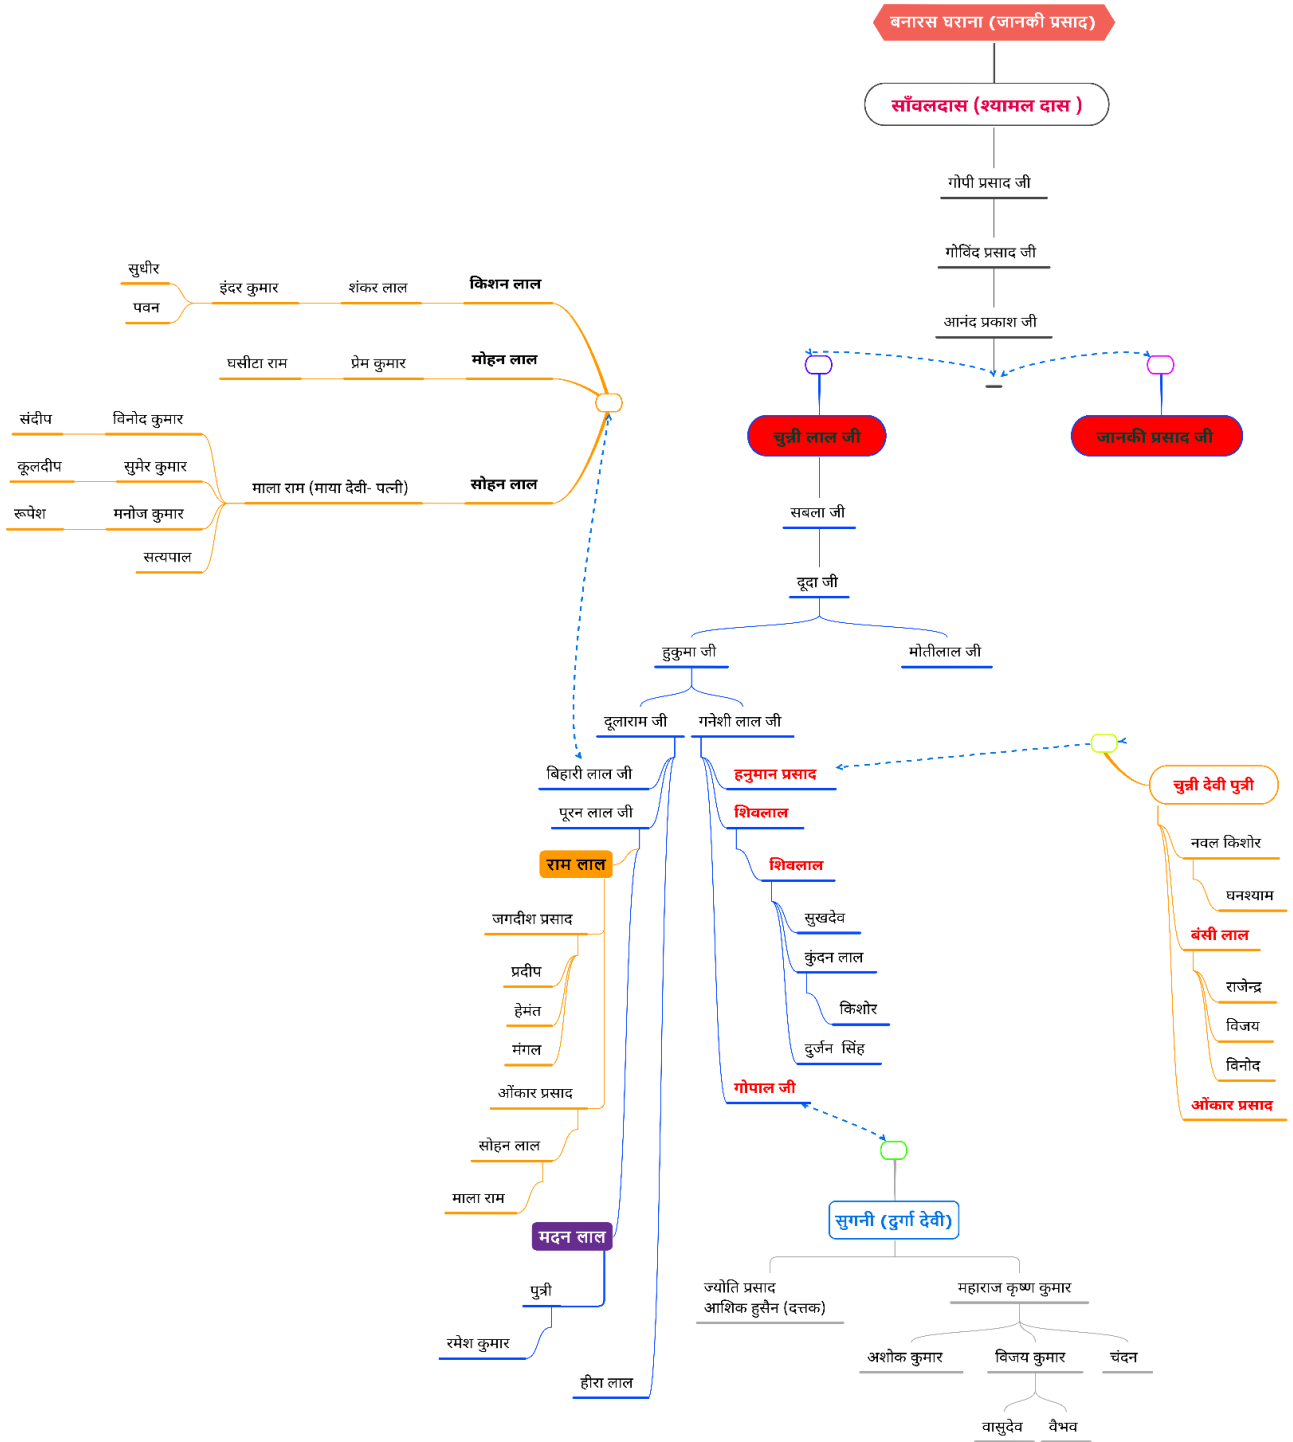 बनारस घराना (जानकी प्रसाद)
साँवलदास (श्यामल दास )
गोपी प्रसाद जी
गोविंद प्रसाद जी
आनंद प्रकाश जी
चुन्नी लाल जी
जानकी प्रसाद जी
सबला जी
दूदा जी
हुकुमा जी
मोतीलाल जी
दूलाराम जी
गनेशी लाल जी
सुधीर
पवन
इंदर कुमार
शंकर लाल
किशन लाल
घसीटा राम
प्रेम कुमार
मोहन लाल
संदीप
विनोद कुमार
कूलदीप
सुमेर कुमार
रूपेश
मनोज कुमार
सत्यपाल
माला राम (माया देवी- पत्नी)
सोहन लाल
बिहारी लाल जी
पूरन लाल जी
राम लाल
जगदीश प्रसाद
प्रदीप
हेमंत
मंगल
ओंकार प्रसाद
सोहन लाल
माला राम
मदन लाल
पुत्री
रमेश कुमार
हीरा लाल
हनुमान प्रसाद
शिवलाल
शिवलाल
सुखदेव
कुंदन लाल
किशोर
दुर्जन सिंह
गोपाल जी
चुन्नी देवी पुत्री
नवल किशोर
घनश्याम
बंसी लाल
राजेन्द्र
विजय
विनोद
ओंकार प्रसाद
सुगनी (दुर्गा देवी)
ज्योति प्रसाद
आशिक हुसैन (दत्तक)
महाराज कृष्ण कुमार
अशोक कुमार
विजय कुमार
चंदन
वासुदेव
वैभव